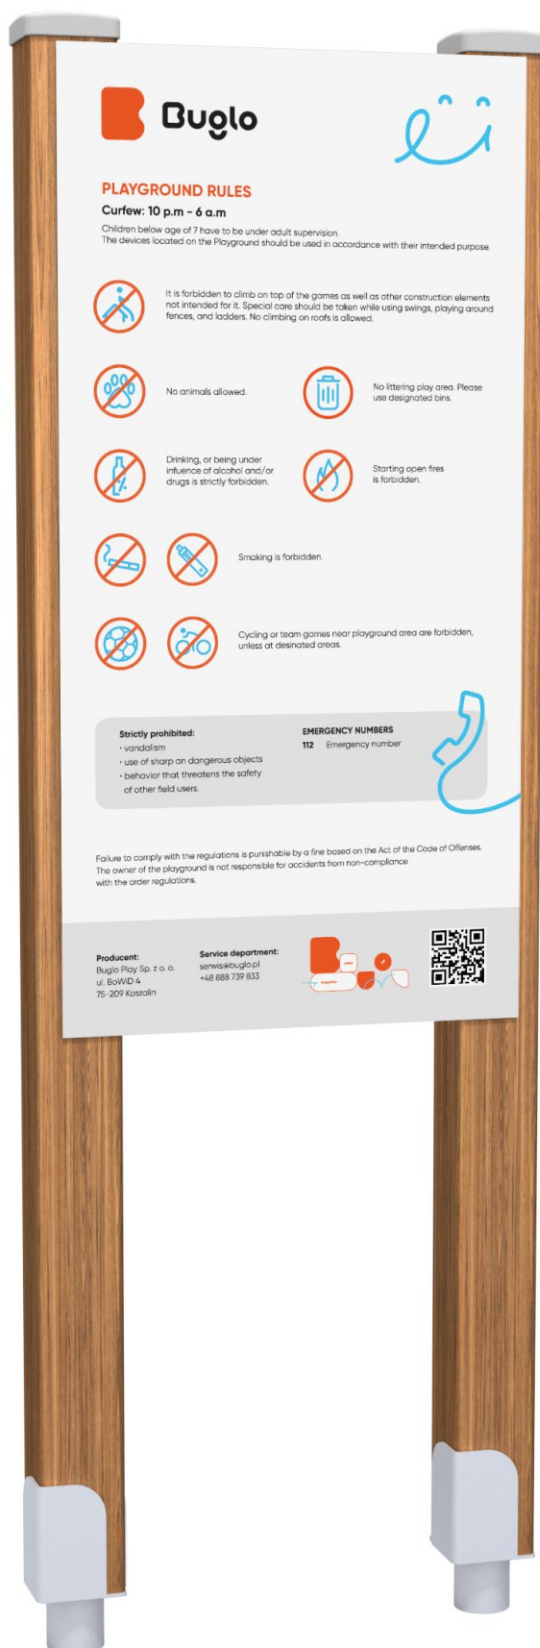 Buglo
PLAYGROUND RULES
Curfew: 10 p.m - 6 a.m
Children below age of 7 have to be under adult supervision.
The devices located on the Playground should be used in accordance with their intended purpose.
It is forbidden to climb on top of the games as well as other construction elements
not intended for it. Special care should be taken while using swings, playing around
fences, and ladders. No climbing on roofs is allowed.
No animals allowed.
No littering play area. Please
use designated bins.
Drinking, or being under
infuence of alcohol and/or
drugs is strictly forbidden.
Starting open fires
is forbidden.
Smoking is forbidden.
Cycling or team games near playground area are forbidden,
unless at desinated areas.
Strictly prohibited:
• vandalism
• use of sharp an dangerous objects
• behavior that threatens the safety
of other field users.
EMERGENCY NUMBERS
112 Emergency number
Failure to comply with the regulations is punishable by a fine based on the Act of the Code of Offenses.
The owner of the playground is not responsible for accidents from non-compliance
with the order regulations.
Producent:
Buglo Play Sp. z o. o.
ul. BoWiD 4
75-209 Koszalin
Service department:
serwis@buglo.pl
+48 888 739 833